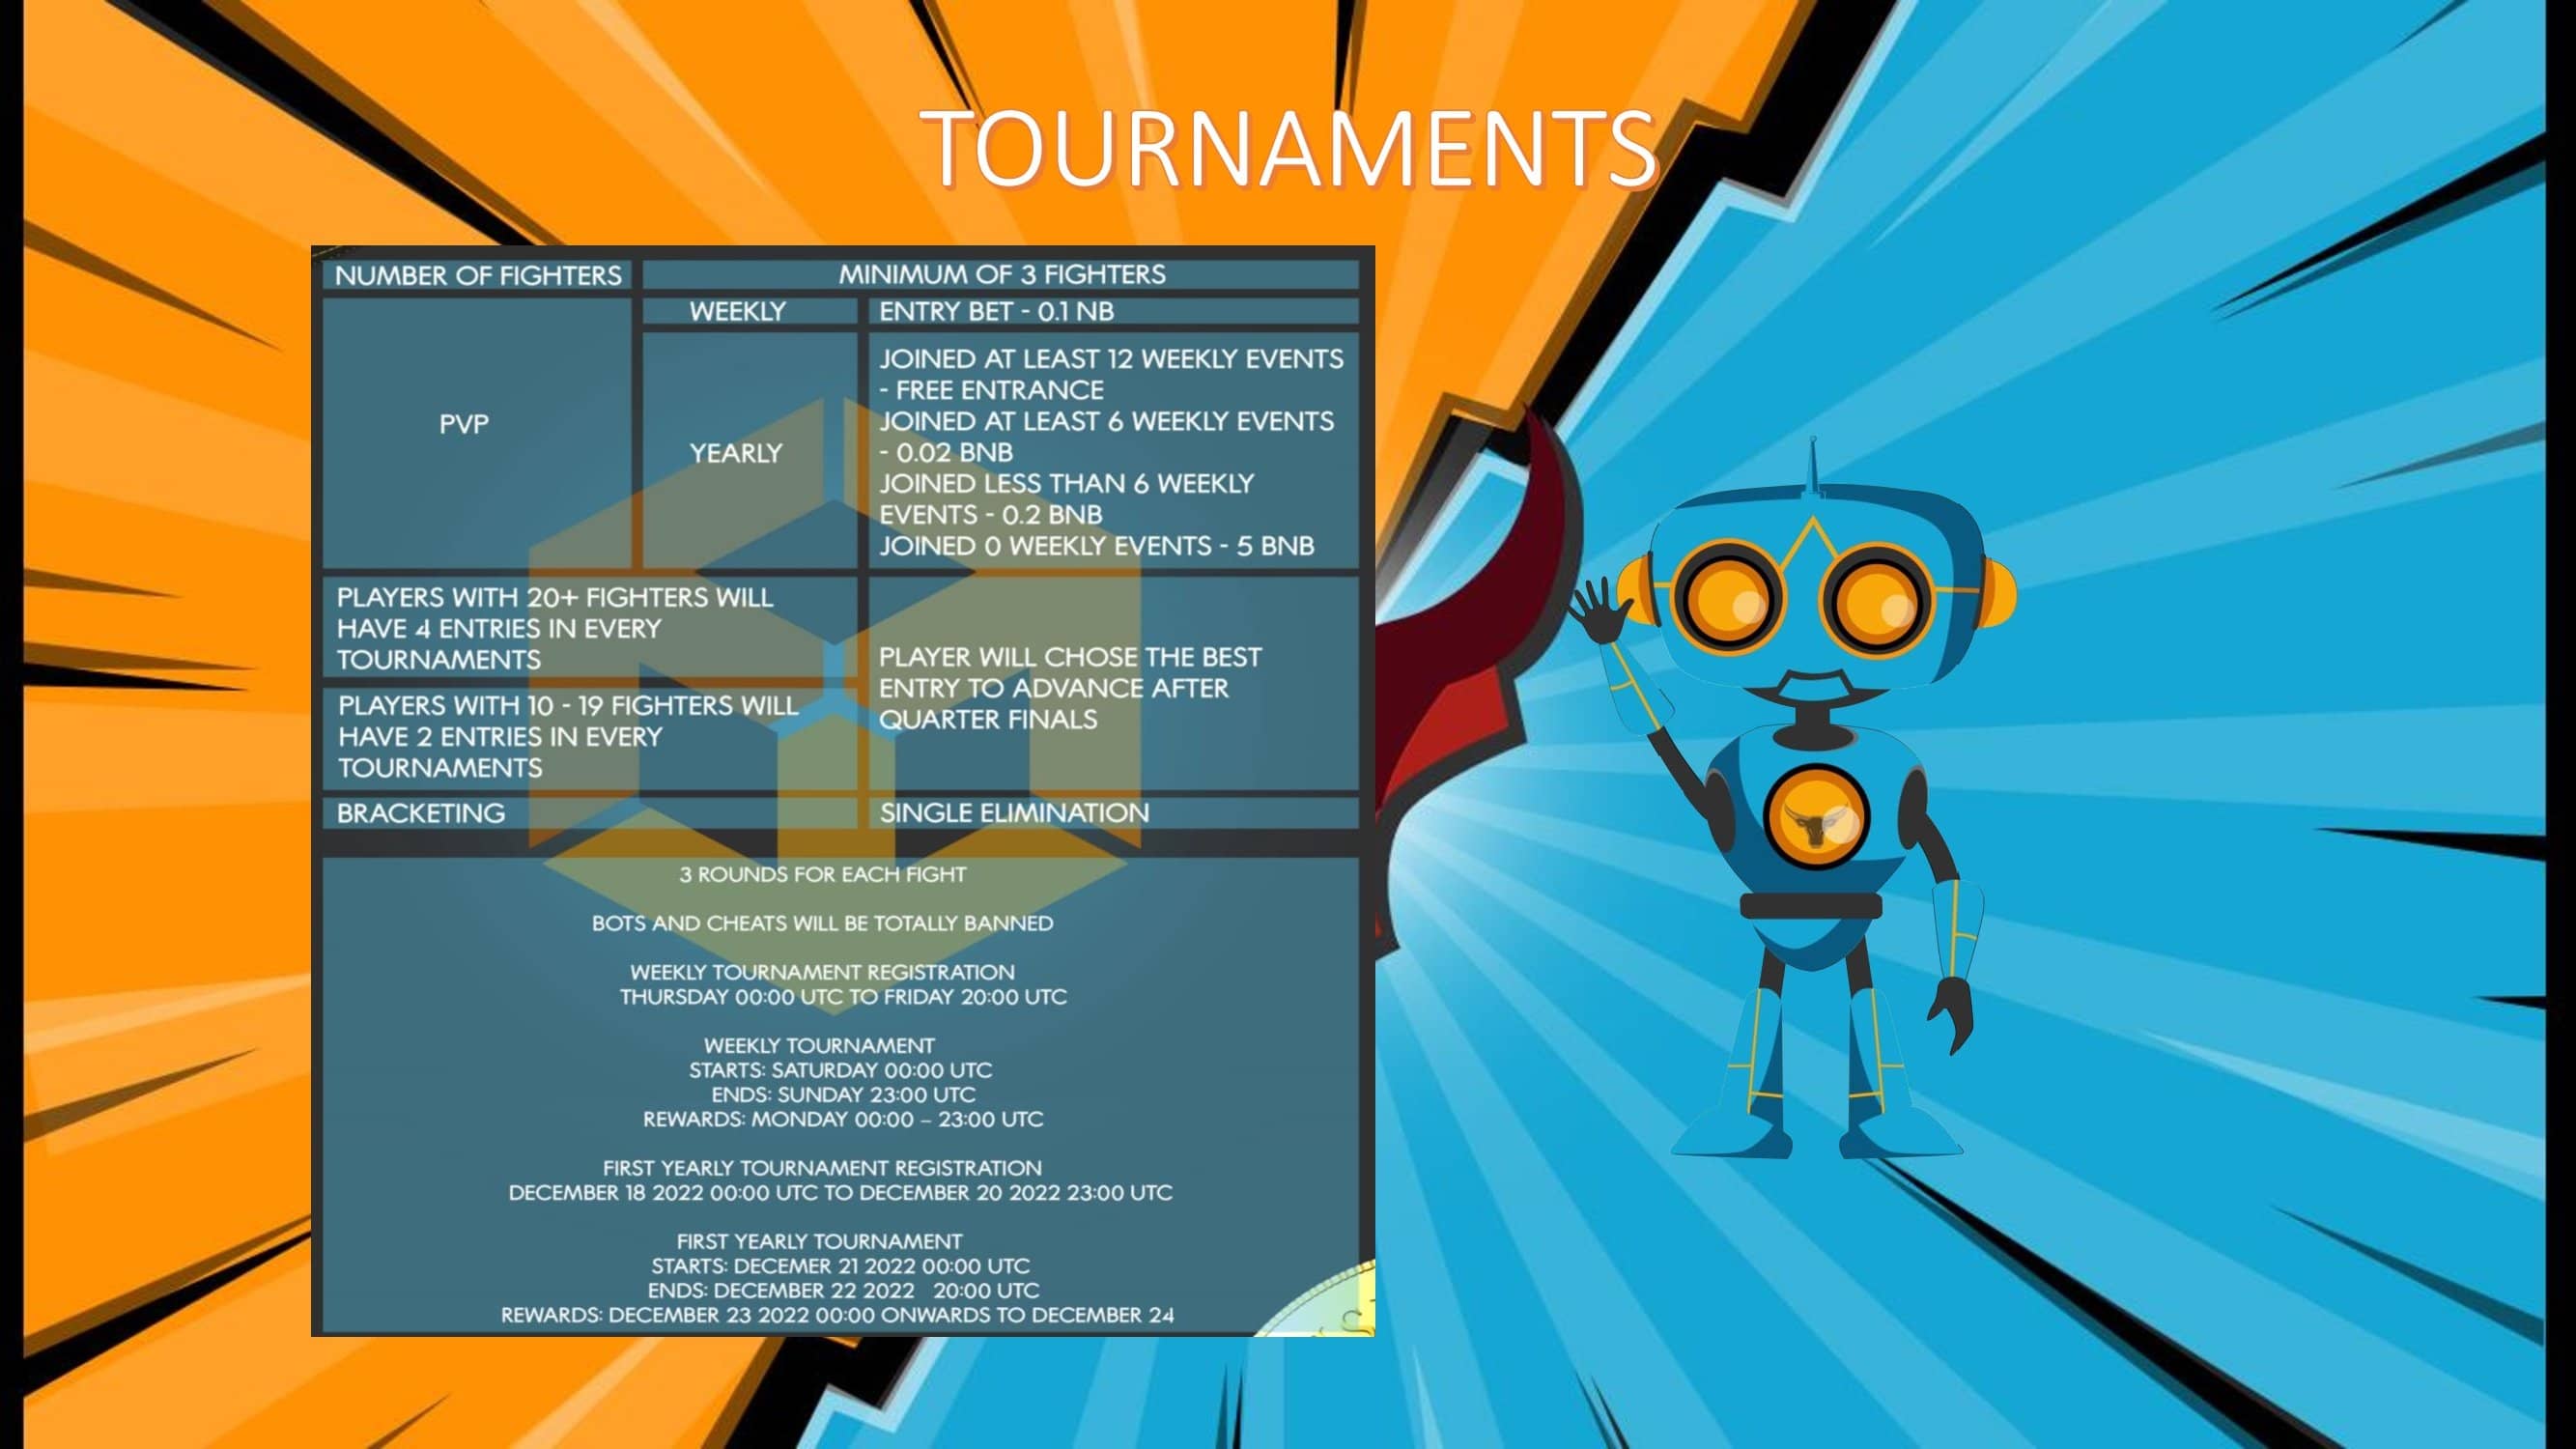 TOURNAMENTS
NUMBER OF FIGHTERS
MINIMUM OF 3 FIGHTERS
PVP
WEEKLY
ENTRY BET - 0.1 NB
YEARLY
JOINED AT LEAST 12 WEEKLY EVENTS
- FREE ENTRANCE
JOINED AT LEAST 6 WEEKLY EVENTS
- 0.02 BNB
JOINED LESS THAN 6 WEEKLY
EVENTS - 0.2 BNB
JOINED 0 WEEKLY EVENTS - 5 BNB
PLAYERS WITH 20+ FIGHTERS WILL
HAVE 4 ENTRIES IN EVERY
TOURNAMENTS
PLAYERS WITH 10 - 19 FIGHTERS WILL
HAVE 2 ENTRIES IN EVERY
TOURNAMENTS
PLAYER WILL CHOSE THE BEST
ENTRY TO ADVANCE AFTER
QUARTER FINALS
BRACKETING
SINGLE ELIMINATION
3 ROUNDS FOR EACH FIGHT
BOTS AND CHEATS WILL BE TOTALLY BANNED
WEEKLY TOURNAMENT REGISTRATION
THURSDAY 00:00 UTC TO FRIDAY 20:00 UTC
WEEKLY TOURNAMENT
STARTS: SATURDAY 00:00 UTC
ENDS: SUNDAY 23:00 UTC
REWARDS: MONDAY 00:00 – 23:00 UTC
FIRST YEARLY TOURNAMENT REGISTRATION
DECEMBER 18 2022 00:00 UTC TO DECEMBER 20 2022 23:00 UTC
FIRST YEARLY TOURNAMENT
STARTS: DECEMER 21 2022 00:00 UTC
ENDS: DECEMBER 22 2022 20:00 UTC
REWARDS: DECEMBER 23 2022 00:00 ONWARDS TO DECEMBER 24